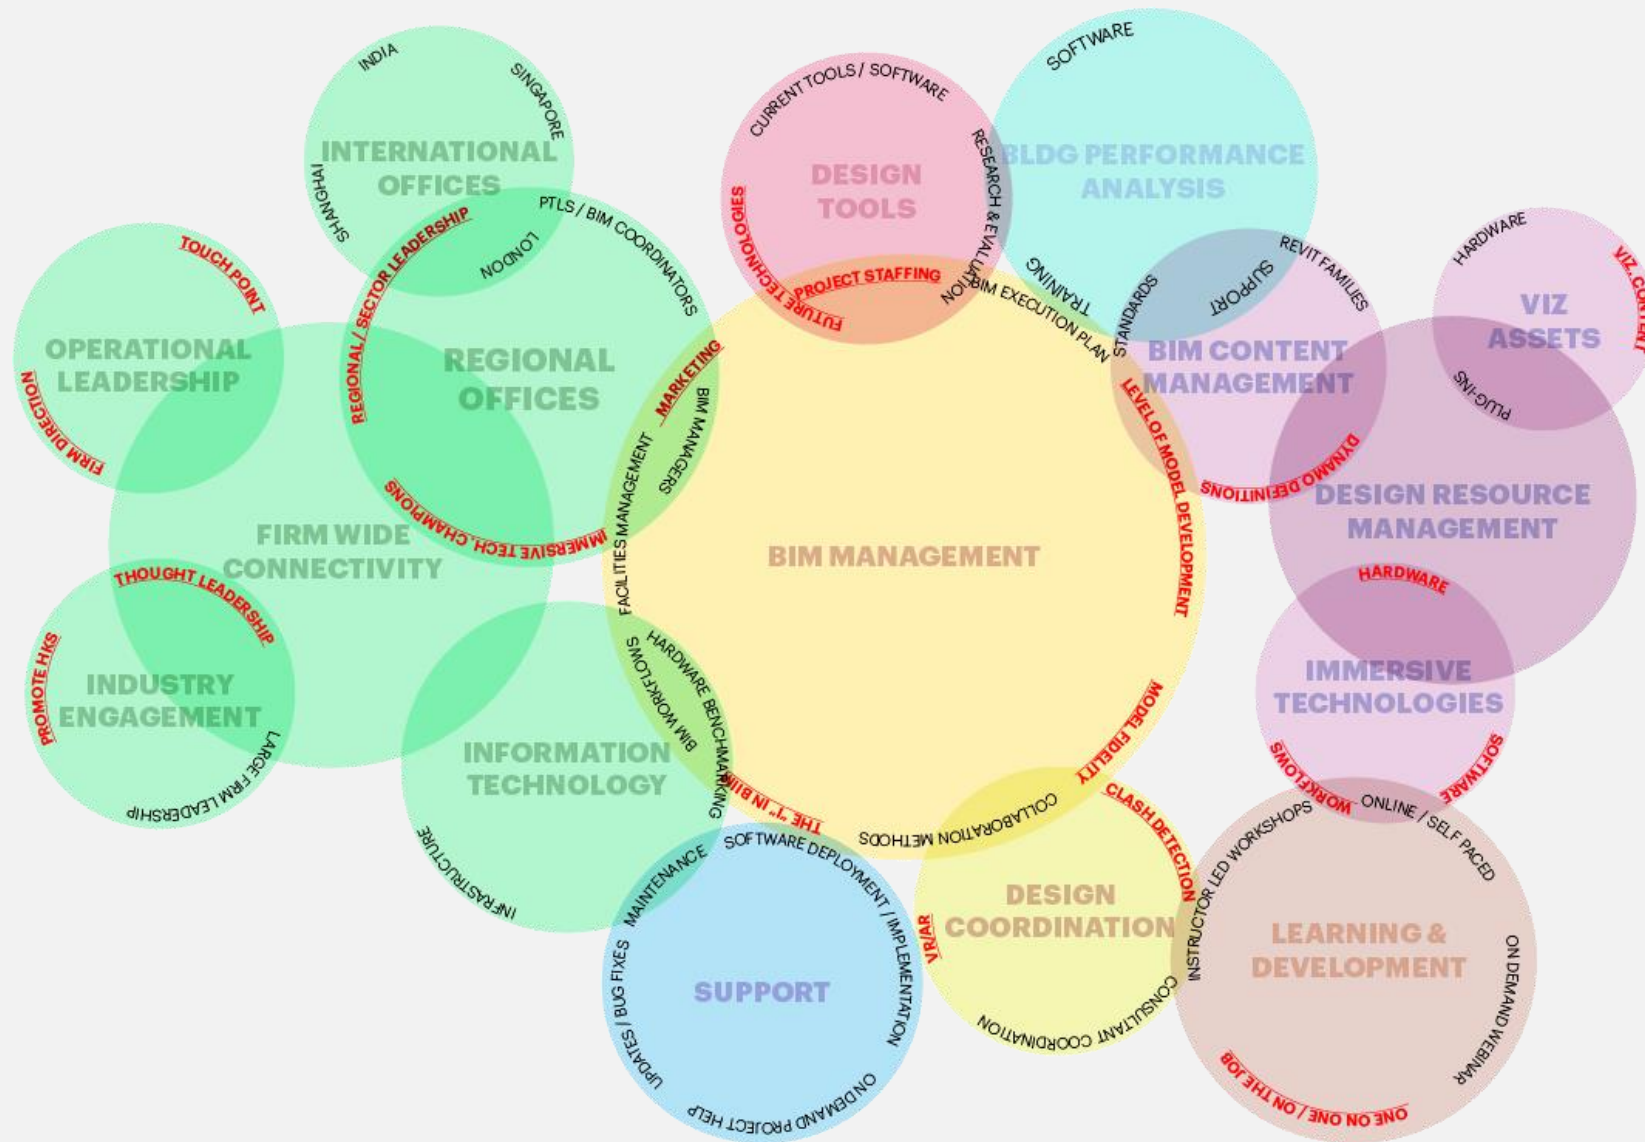 INDIA
SINGAPORE
INTERNATIONAL
OFFICES
SHANGHAI
LONDON
PTLS / BIM COORDINATORS
REGIONAL / SECTOR LEADERSHIP
REGIONAL
OFFICES
MARKETING
BIM MANAGERS
IMMERSIVE TECH. CHAMPIONS
TOUCH POINT
OPERATIONAL
LEADERSHIP
FIRM DIRECTION
FIRM WIDE
CONNECTIVITY
THOUGHT LEADERSHIP
PROMOTE HKS
INDUSTRY
ENGAGEMENT
LARGE FIRM LEADERSHIP
INFORMATION
TECHNOLOGY
HARDWARE BENCHMARKING
INFRASTRUCTURE
MAINTENANCE
CURRENT TOOLS / SOFTWARE
DESIGN
TOOLS
RESEARCH & EVALUATION
FUTURE TECHNOLOGIES
PROJECT STAFFING
SOFTWARE
BLDG PERFORMANCE
ANALYSIS
TRAINING
SUPPORT
BIM EXECUTION PLAN
FACILITIES MANAGEMENT
BIM MANAGEMENT
LEVEL OF MODEL DEVELOPMENT
MODEL FIDELITY
COLLABORATION METHODS
THE "I" IN BIM
BIM WORKFLOWS
STANDARDS
REVIT FAMILIES
BIM CONTENT
MANAGEMENT
DYNAMO DEFINITIONS
HARDWARE
VIZ. CONTENT
VIZ
ASSETS
PLUG-INS
DESIGN RESOURCE
MANAGEMENT
HARDWARE
IMMERSIVE
TECHNOLOGIES
WORKFLOWS
SOFTWARE
SOFTWARE DEPLOYMENT / IMPLEMENTATION
UPDATES / BUG FIXES
SUPPORT
ON DEMAND PROJECT HELP
CLASH DETECTION
DESIGN
COORDINATION
VR/AR
CONSULTANT COORDINATION
INSTRUCTOR LED WORKSHOPS
ONLINE / SELF PACED
LEARNING &
DEVELOPMENT
ON DEMAND WEBINAR
ONE ON ONE / ON THE JOB